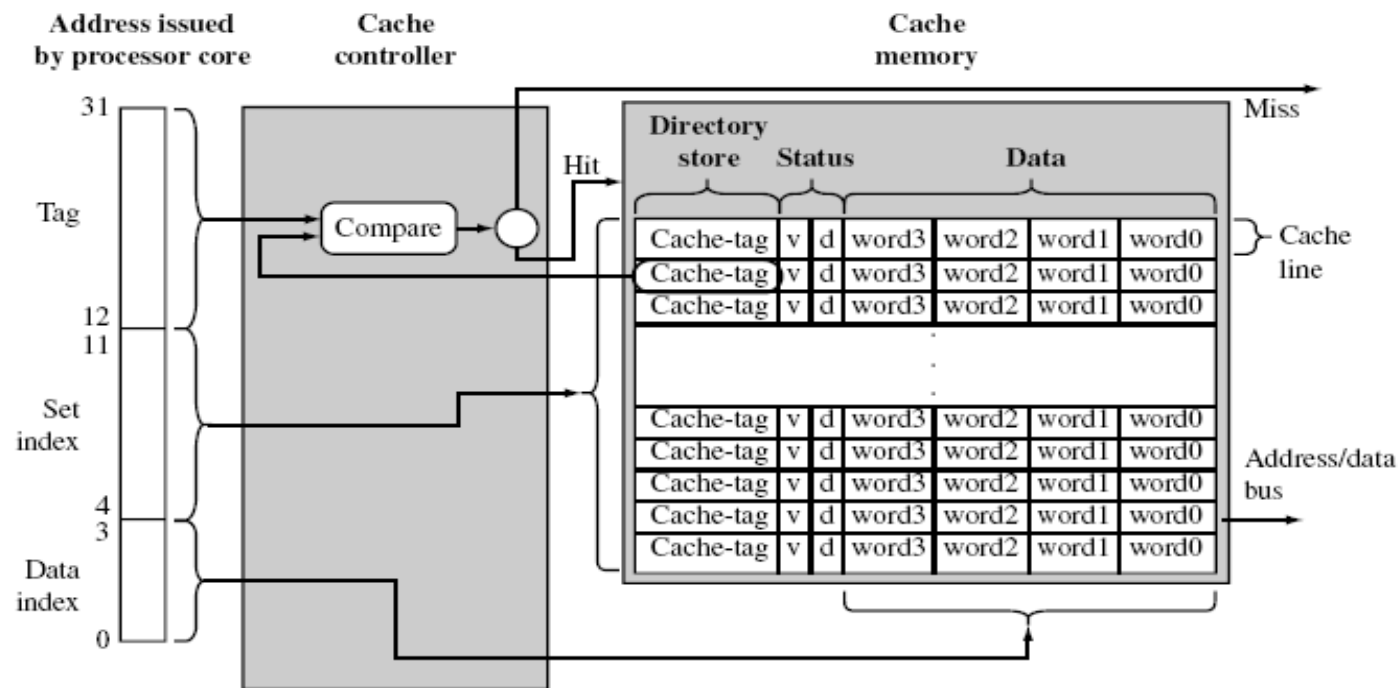 Address issued
by processor core
Cache
controller
Cache
memory
31
Miss
Directory
store
Status
Data
Hit
Tag
Compare
Cache-tag v d word3 word2 word1 word0
Cache
line
Cache-tag v d word3 word2 word1 word0
Cache-tag v d word3 word2 word1 word0
12
11
.
.
.
Set
index
Cache-tag v d word3 word2 word1 word0
Cache-tag v d word3 word2 word1 word0
Cache-tag v d word3 word2 word1 word0
Cache-tag v d word3 word2 word1 word0
Cache-tag v d word3 word2 word1 word0
Address/data
bus
4
3
Data
index
0